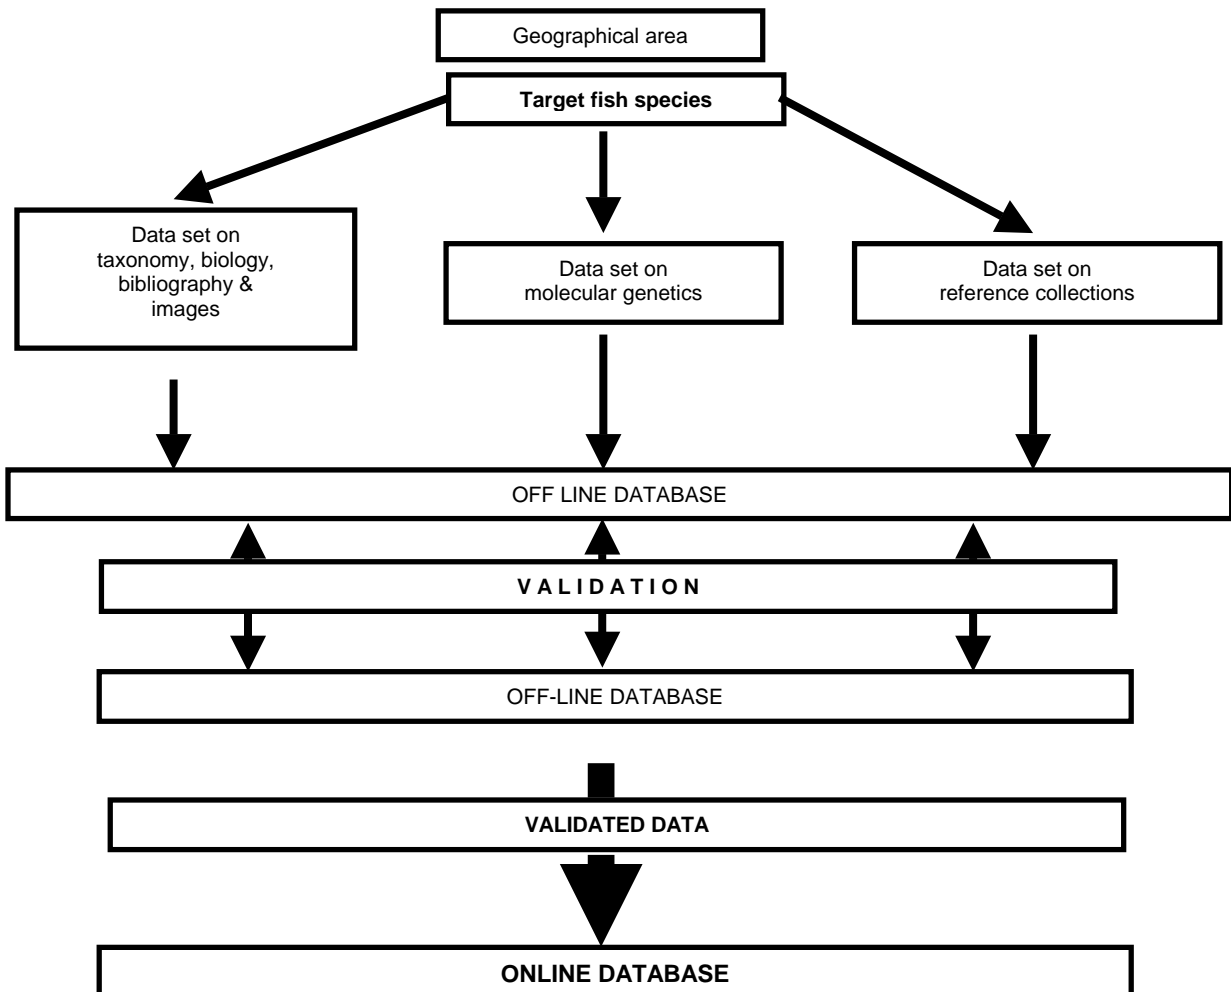 Geographical area
Target fish species
Data set on
taxonomy, biology,
bibliography &
images
Data set on
molecular genetics
Data set on
reference collections
OFF LINE DATABASE
V A L I D A T I O N
OFF-LINE DATABASE
VALIDATED DATA
ONLINE DATABASE